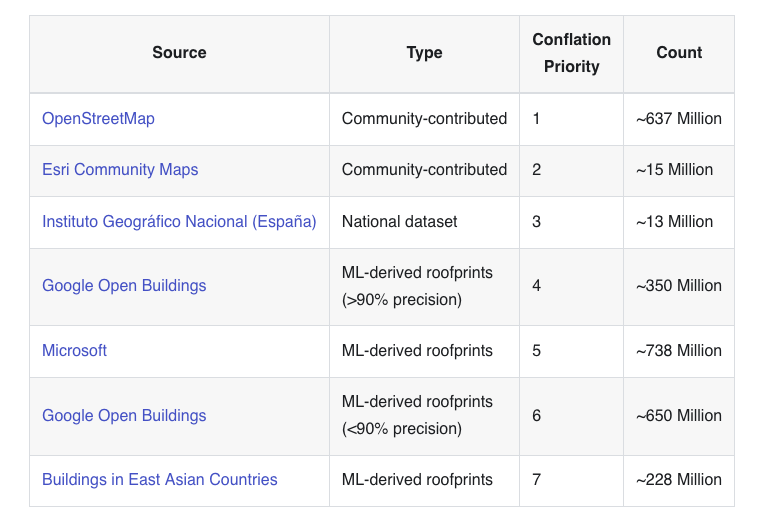 Source Type Conflation Priority Count
OpenStreetMap Community-contributed 1 ~637 Million
Esri Community Maps Community-contributed 2 ~15 Million
Instituto Geográfico Nacional (España) National dataset 3 ~13 Million
Google Open Buildings ML-derived roofprints (>90% precision) 4 ~350 Million
Microsoft ML-derived roofprints 5 ~738 Million
Google Open Buildings ML-derived roofprints (<90% precision) 6 ~650 Million
Buildings in East Asian Countries ML-derived roofprints 7 ~228 Million